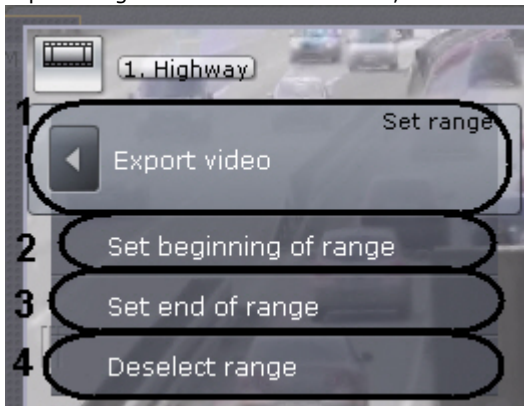 1. Highway
1
Set range
Export video
2
Set beginning of range
3
Set end of range
4
Deselect range